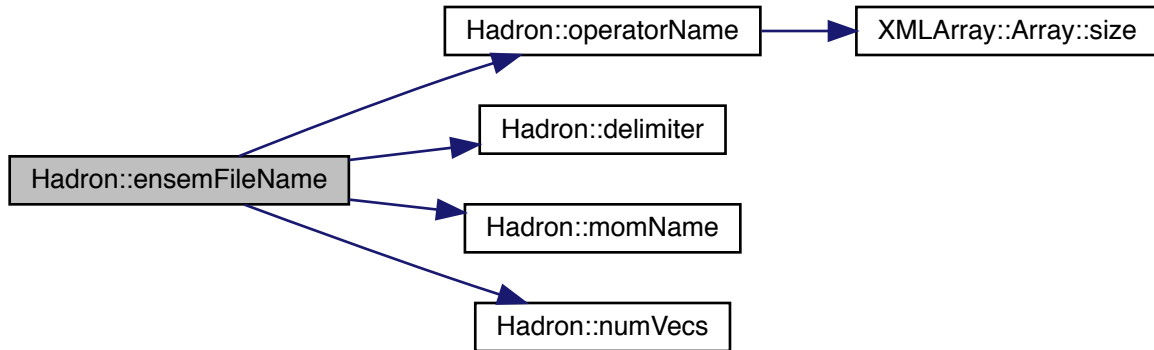 Hadron::operatorName
XMLArray::Array::size
Hadron::delimiter
Hadron::ensemFileName
Hadron::momName
Hadron::numVecs